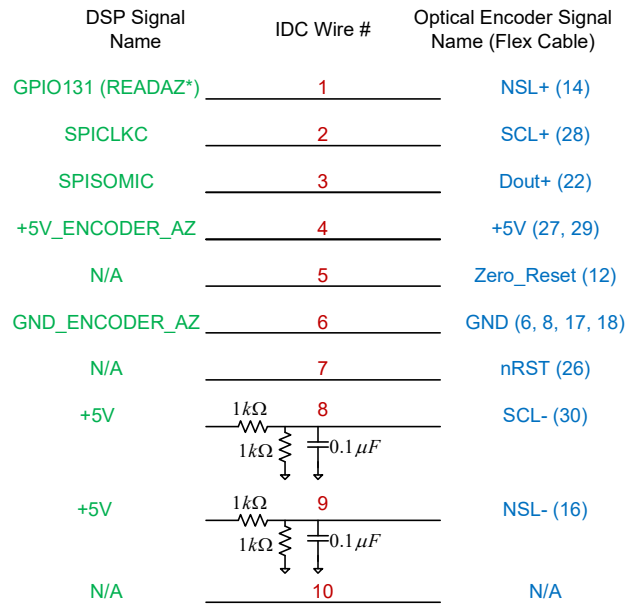 DSP Signal
Name
IDC Wire #
Optical Encoder Signal
Name (Flex Cable)
GPIO131 (READAZ*) 1 NSL+ (14)
SPICLKC 2 SCL+ (28)
SPISOMIC 3 Dout+ (22)
+5V_ENCODER_AZ 4 +5V (27, 29)
N/A 5 Zero_Reset (12)
GND_ENCODER_AZ 6 GND (6, 8, 17, 18)
N/A 7 nRST (26)
+5V 1kΩ 8 SCL- (30)
1kΩ 0.1μF
+5V 1kΩ 9 NSL- (16)
1kΩ 0.1μF
N/A 10 N/A